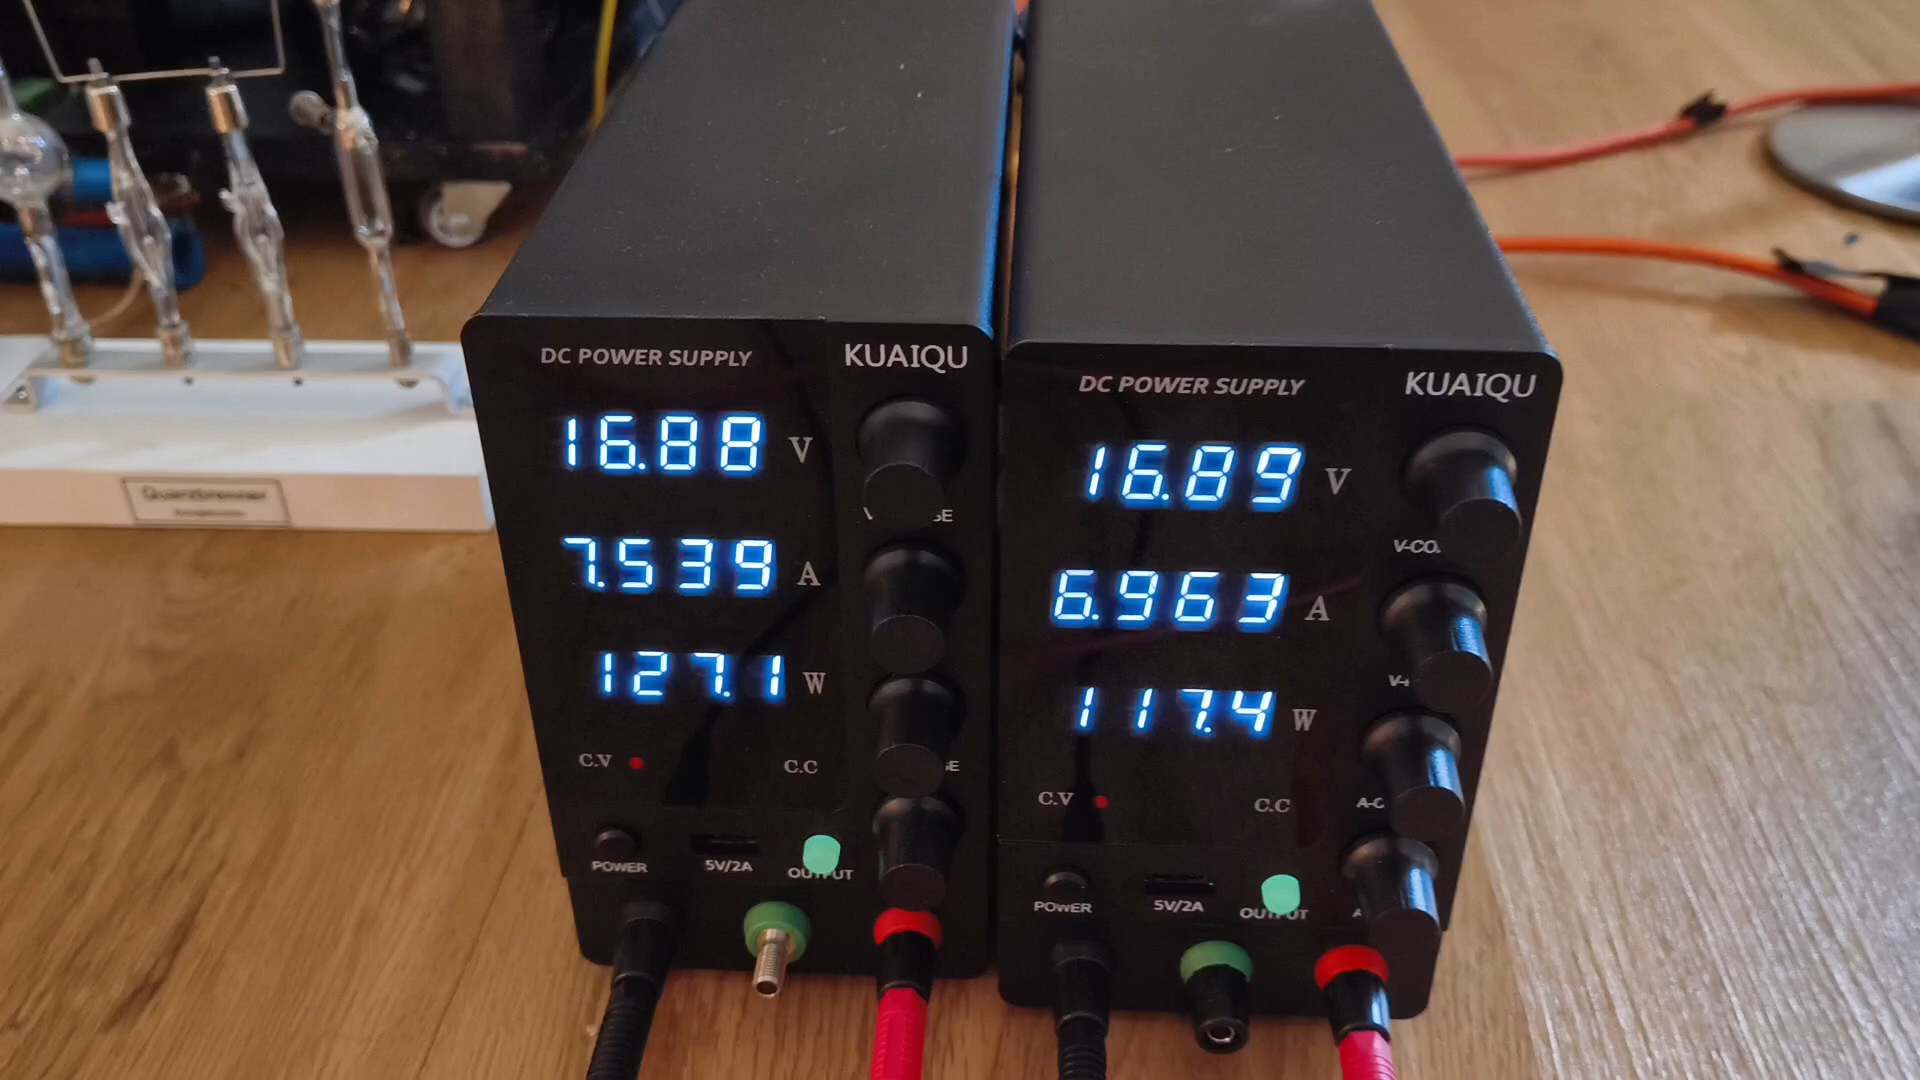 DC POWER SUPPLY
KUAIQU
16.88 V
7.539 A
127.1 W
C.V
C.C
POWER
5V/2A
OUTPUT
DC POWER SUPPLY
KUAIQU
16.89 V
6.963 A
117.4 W
C.V
C.C
POWER
5V/2A
OUTPUT
Quarzbrenner